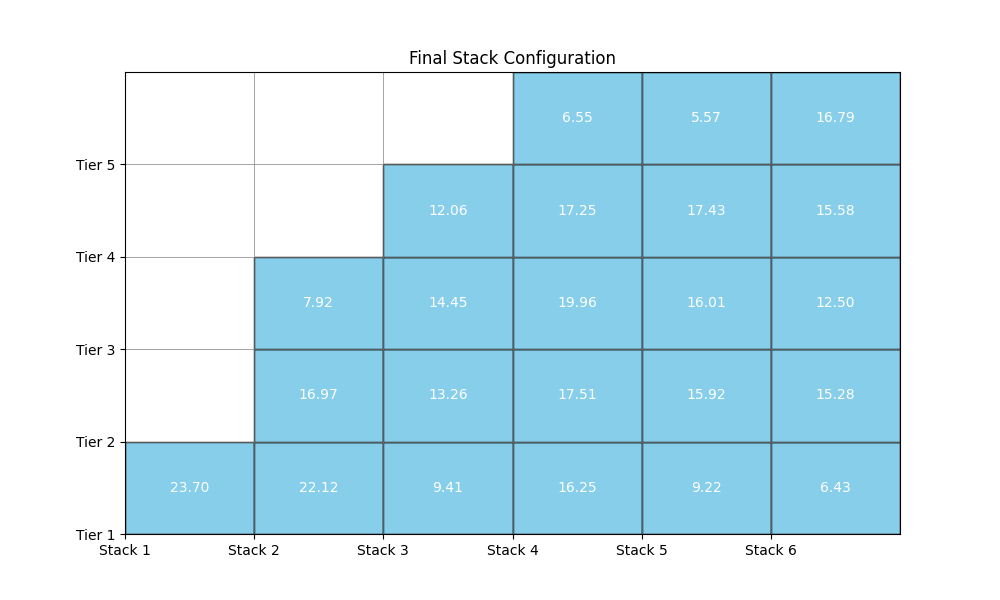 Final Stack Configuration
6.55 5.57 16.79
Tier 5
12.06 17.25 17.43 15.58
Tier 4
7.92 14.45 19.96 16.01 12.50
Tier 3
16.97 13.26 17.51 15.92 15.28
Tier 2
23.70 22.12 9.41 16.25 9.22 6.43
Tier 1
Stack 1 Stack 2 Stack 3 Stack 4 Stack 5 Stack 6